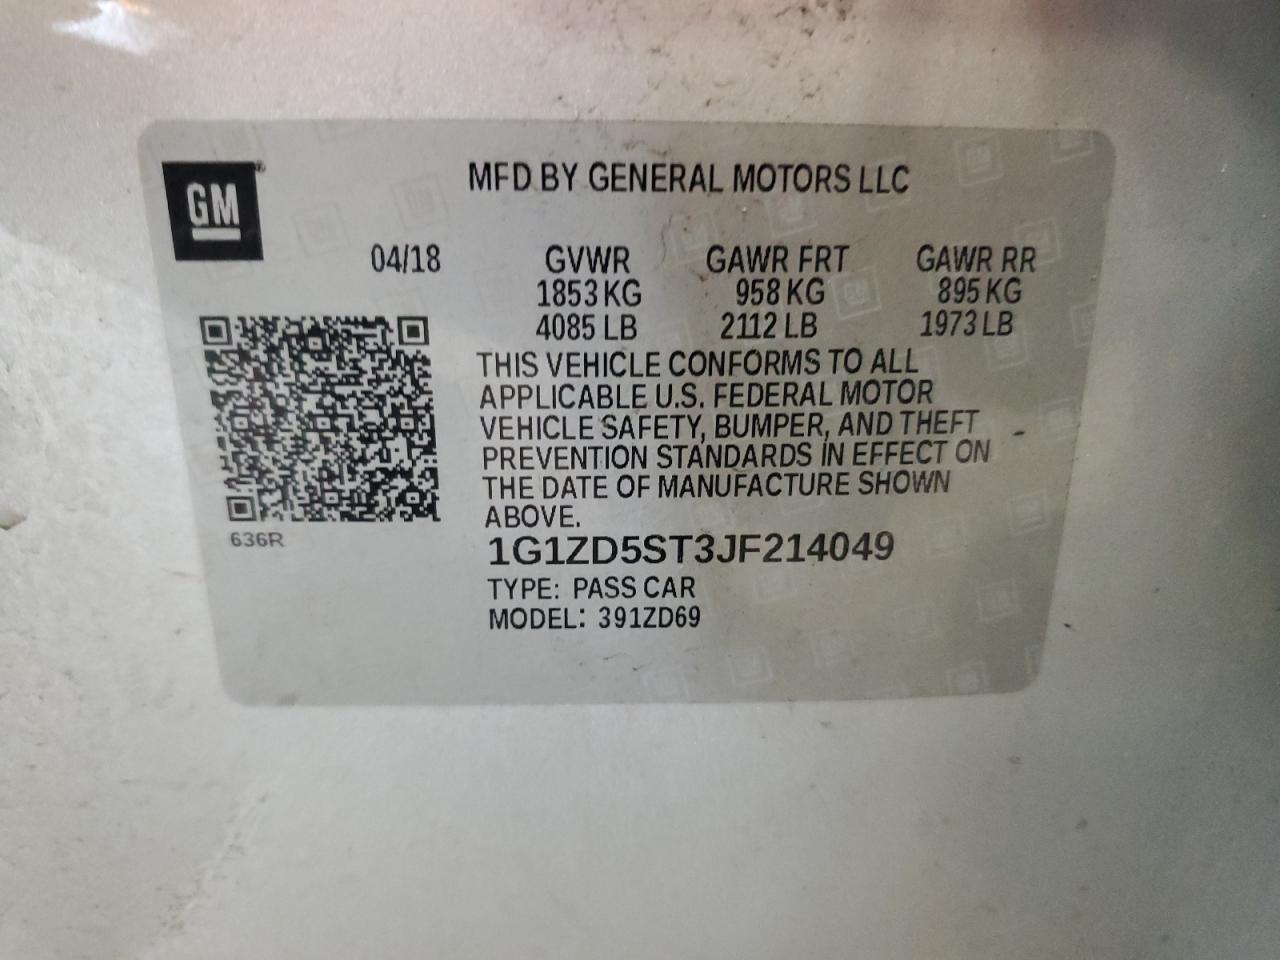 GM®
MFD BY GENERAL MOTORS LLC
04/18 GVWR GAWR FRT GAWR RR
1853 KG 958 KG 895 KG
4085 LB 2112 LB 1973 LB
THIS VEHICLE CONFORMS TO ALL
APPLICABLE U.S. FEDERAL MOTOR
VEHICLE SAFETY, BUMPER, AND THEFT
PREVENTION STANDARDS IN EFFECT ON
THE DATE OF MANUFACTURE SHOWN
ABOVE.
636R
1G1ZD5ST3JF214049
TYPE: PASS CAR
MODEL: 391ZD69